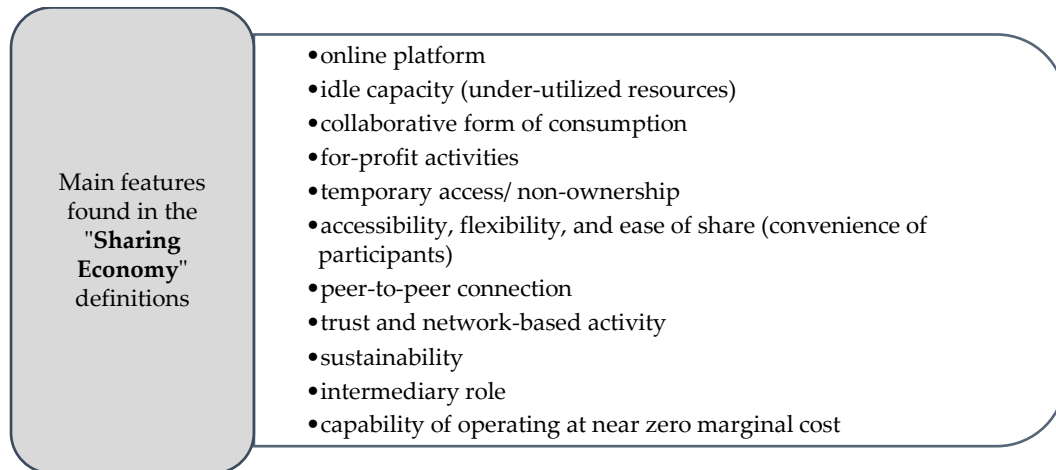 Main features
found in the
"Sharing
Economy"
definitions
•online platform
•idle capacity (under-utilized resources)
•collaborative form of consumption
•for-profit activities
•temporary access/ non-ownership
•accessibility, flexibility, and ease of share (convenience of
participants)
•peer-to-peer connection
•trust and network-based activity
•sustainability
•intermediary role
•capability of operating at near zero marginal cost